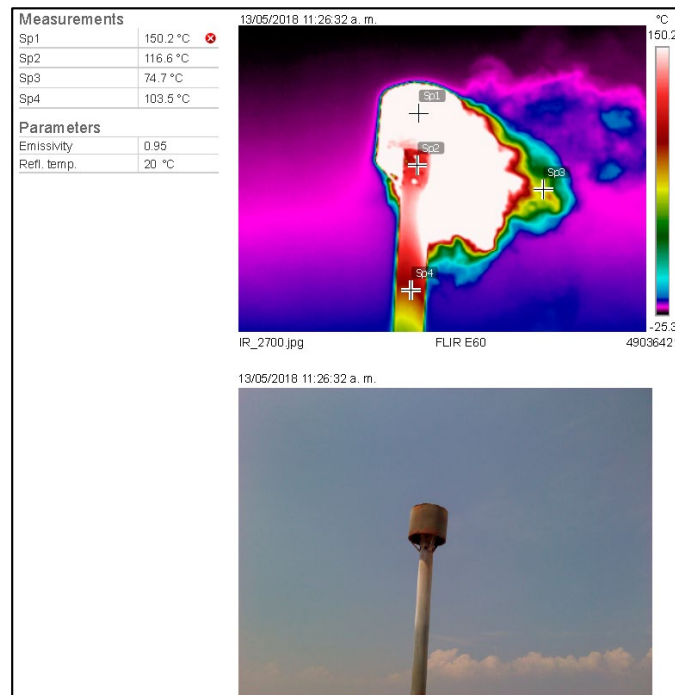 Measurements
Sp1 150.2 °C
Sp2 116.6 °C
Sp3 74.7 °C
Sp4 103.5 °C
Parameters
Emissivity 0.95
Refl. temp. 20 °C
13/05/2018 11:26:32 a. m.
°C
150.2
Sp1
Sp2
Sp3
Sp4
-25.3
IR_2700.jpg FLIR E60 49036421
13/05/2018 11:26:32 a. m.